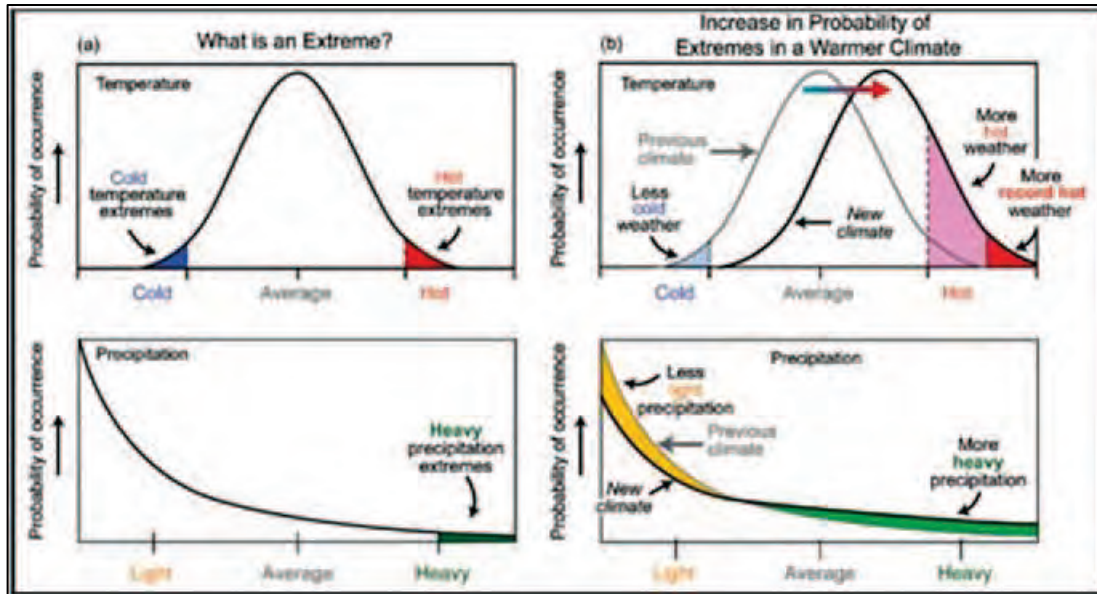 (a)
What is an Extreme?
Temperature
Probability of occurrence
Cold
temperature
extremes
Hot
temperature
extremes
Cold
Average
Hot
(b)
Increase in Probability of
Extremes in a Warmer Climate
Temperature
Probability of occurrence
Previous
climate
Less
cold
weather
New
climate
More
hot
weather
More
record hot
weather
Cold
Average
Hot
Precipitation
Probability of occurrence
Heavy
precipitation
extremes
Light
Average
Heavy
Precipitation
Probability of occurrence
Less
light
precipitation
Previous
climate
New
climate
More
heavy
precipitation
Light
Average
Heavy